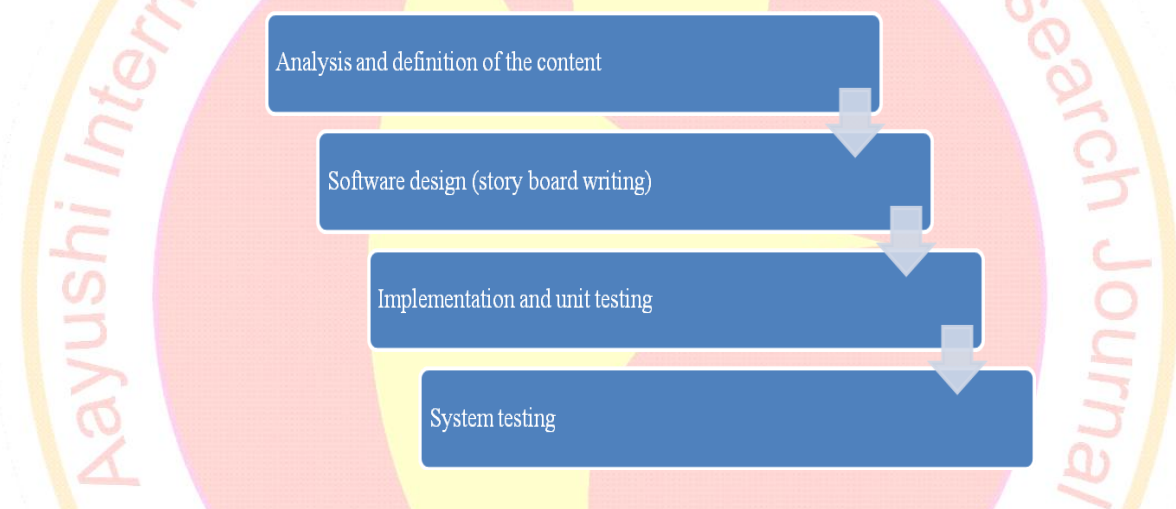 Analysis and definition of the content
Software design (story board writing)
Implementation and unit testing
System testing
Aayushi Intern
search Journal